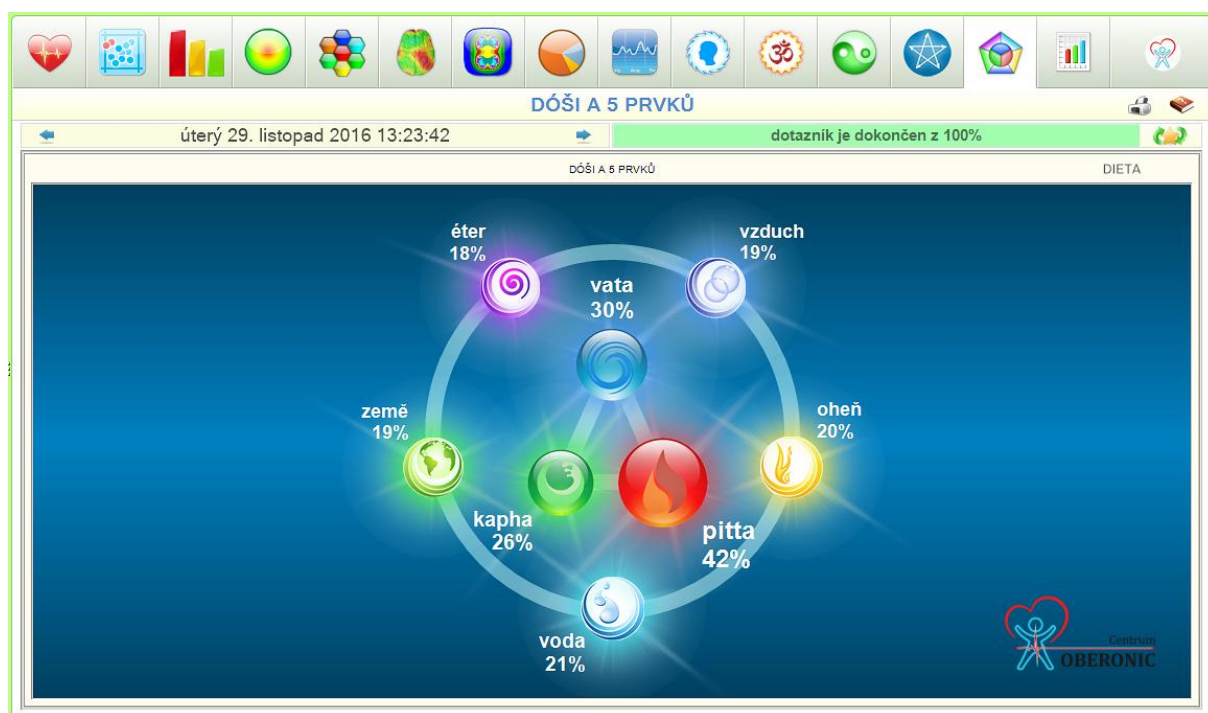 DÓŠI A 5 PRVKŮ
úterý 29. listopad 2016 13:23:42
dotazník je dokončen z 100%
DÓŠI A 5 PRVKŮ
DIETA
éter
18%
vzduch
19%
vata
30%
země
19%
oheň
20%
kapha
26%
pitta
42%
voda
21%
Centrum
OBERONIC